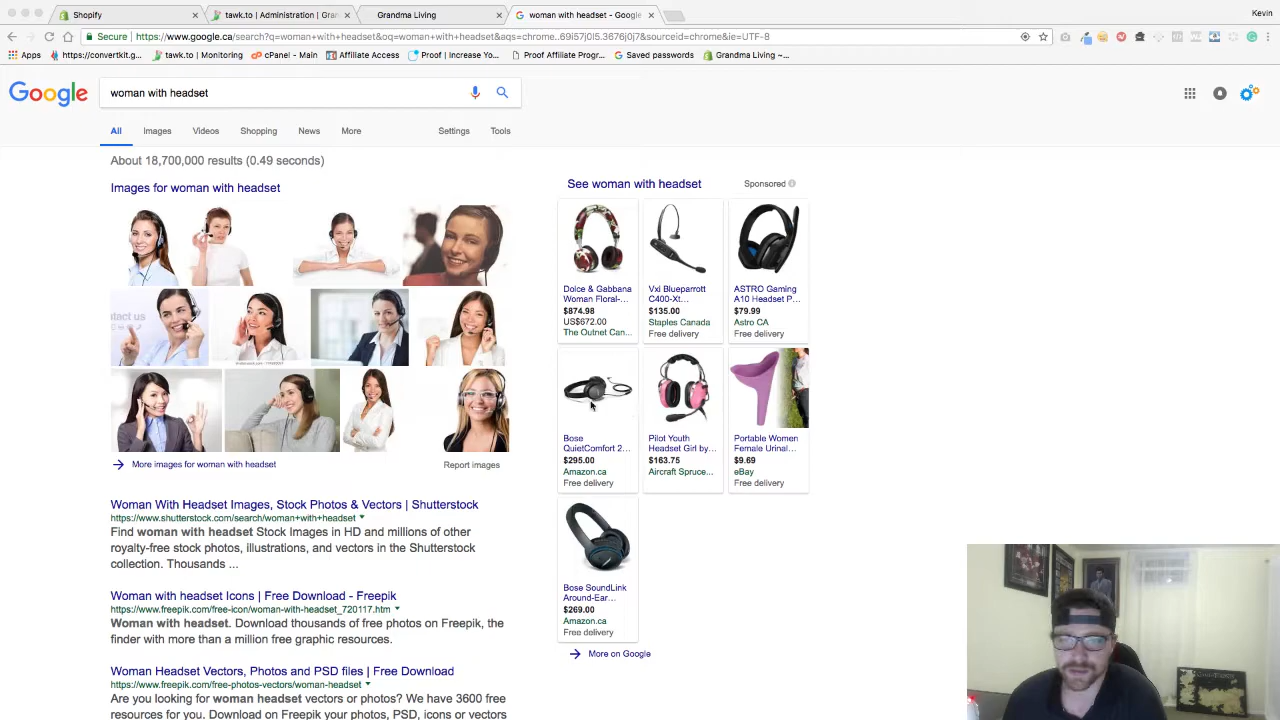 Shopify
tawk.to | Administration | Gran
Grandma Living
woman with headset - Google
Kevin
Secure
https://www.google.ca/search?q=woman+with+headset&oq=woman+with+headset&aqs=chrome..69i57j0l5.3676j0j7&sourceid=chrome&ie=UTF-8
Apps
https://convertkit.g...
tawk.to | Monitoring
cPanel - Main
Affiliate Access
Proof | Increase Yo...
Proof Affiliate Progr...
Saved passwords
Grandma Living ~...
Google
woman with headset
All
Images
Videos
Shopping
News
More
Settings
Tools
About 18,700,000 results (0.49 seconds)
Images for woman with headset
More images for woman with headset
Report images
Woman With Headset Images, Stock Photos & Vectors | Shutterstock
https://www.shutterstock.com/search/woman+with+headset
Find woman with headset Stock Images in HD and millions of other
royalty-free stock photos, illustrations, and vectors in the Shutterstock
collection. Thousands ...
Woman with headset Icons | Free Download - Freepik
https://www.freepik.com/free-icon/woman-with-headset_720117.htm
Woman with headset. Download thousands of free photos on Freepik, the
finder with more than a million free graphic resources.
Woman Headset Vectors, Photos and PSD files | Free Download
https://www.freepik.com/free-photos-vectors/woman-headset
Are you looking for woman headset vectors or photos? We have 3600 free
resources for you. Download on Freepik your photos, PSD, icons or vectors
See woman with headset
Sponsored
Dolce & Gabbana
Woman Floral-...
$874.98
US$672.00
The Outnet Can...
Vxi Blueparrott
C400-Xt...
$135.00
Staples Canada
Free delivery
ASTRO Gaming
A10 Headset P...
$79.99
Astro CA
Free delivery
Bose
QuietComfort 2...
$295.00
Amazon.ca
Free delivery
Pilot Youth
Headset Girl by...
$163.75
Aircraft Spruce...
Portable Women
Female Urinal...
$9.69
eBay
Free delivery
Bose SoundLink
Around-Ear...
$269.00
Amazon.ca
Free delivery
More on Google